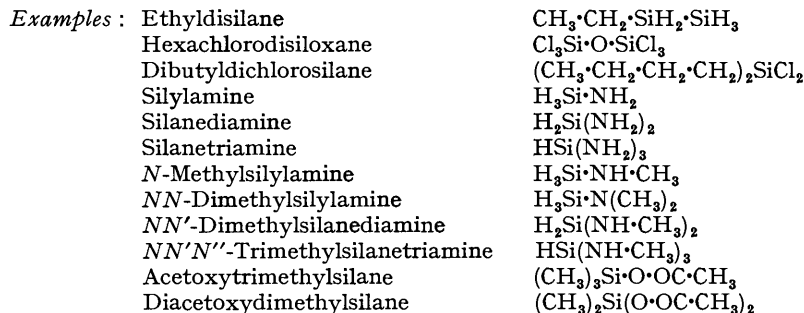 Examples: Ethyldisilane CH₃·CH₂·SiH₂·SiH₃
Hexachlorodisiloxane Cl₃Si·O·SiCl₃
Dibutyldichlorosilane (CH₃·CH₂·CH₂·CH₂)₂SiCl₂
Silylamine H₃Si·NH₂
Silanediamine H₂Si(NH₂)₂
Silanetriamine HSi(NH₂)₃
N-Methylsilylamine H₃Si·NH·CH₃
NN-Dimethylsilylamine H₃Si·N(CH₃)₂
NN′-Dimethylsilanediamine H₂Si(NH·CH₃)₂
NN′N′′-Trimethylsilanetriamine HSi(NH·CH₃)₃
Acetoxytrimethylsilane (CH₃)₃Si·O·OC·CH₃
Diacetoxydimethylsilane (CH₃)₂Si(O·OC·CH₃)₂